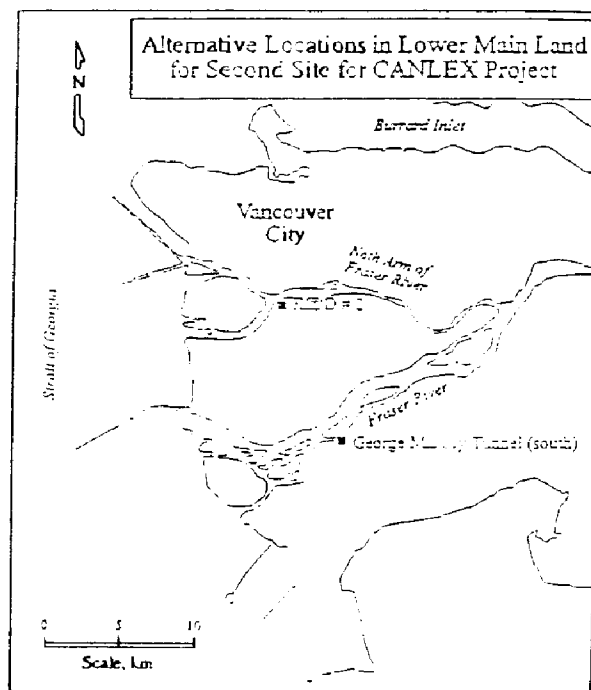 Alternative Locations in Lower Main Land
for Second Site for CANLEX Project
N
Burrard Inlet
Vancouver
City
North Arm of
Fraser River
Strait of Georgia
Fraser River
George Tunnel (south)
0 5 10
Scale, km